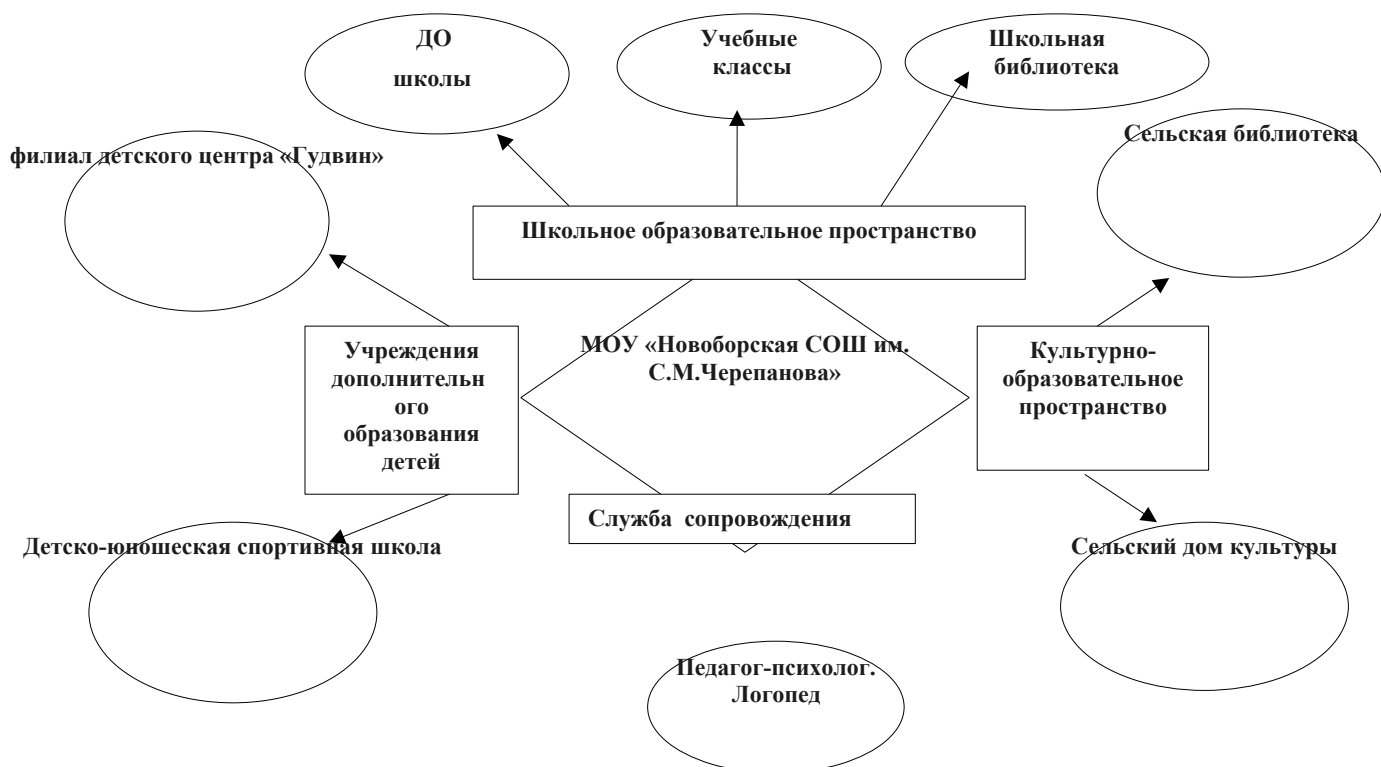 ДО
школы
Учебные
классы
Школьная
библиотека
филиал детского центра «Гудвин»
Сельская библиотека
Школьное образовательное пространство
Учреждения
дополнительн
ого
образования
детей
МОУ «Новоборская СОШ им.
С.М.Черепанова»
Культурно-
образовательное
пространство
Служба сопровождения
Детско-юношеская спортивная школа
Сельский дом культуры
Педагог-психолог.
Логопед